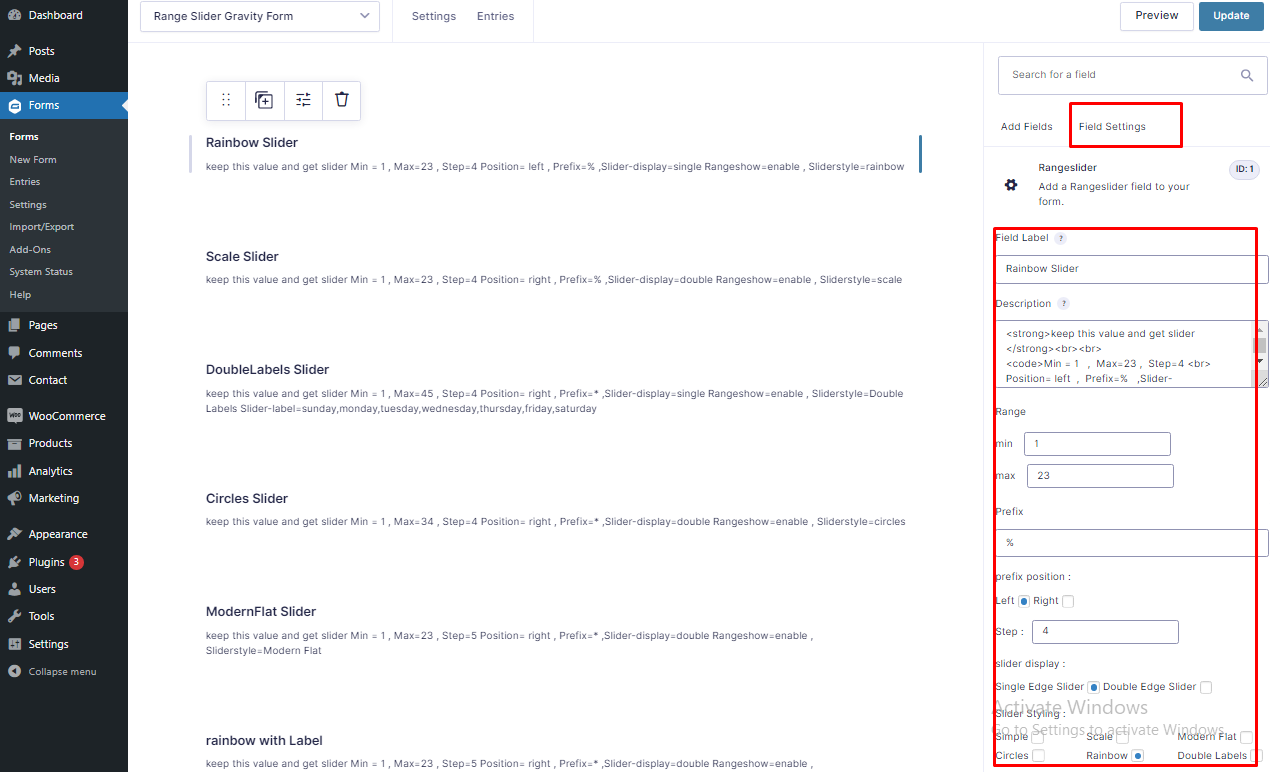 Dashboard
Posts
Media
Forms
Forms
New Form
Entries
Settings
Import/Export
Add-Ons
System Status
Help
Pages
Comments
Contact
WooCommerce
Products
Analytics
Marketing
Appearance
Plugins 3
Users
Tools
Settings
Collapse menu
Range Slider Gravity Form
Settings Entries
Preview Update
Rainbow Slider
keep this value and get slider Min = 1 , Max=23 , Step=4 Position= left , Prefix=% ,Slider-display=single Rangeshow=enable , Sliderstyle=rainbow
Scale Slider
keep this value and get slider Min = 1 , Max=23 , Step=4 Position= right , Prefix=% ,Slider-display=double Rangeshow=enable , Sliderstyle=scale
DoubleLabels Slider
keep this value and get slider Min = 1 , Max=45 , Step=4 Position= right , Prefix=* ,Slider-display=single Rangeshow=enable , Sliderstyle=Double
Labels Slider-label=sunday,monday,tuesday,wednesday,thursday,friday,saturday
Circles Slider
keep this value and get slider Min = 1 , Max=34 , Step=4 Position= right , Prefix=* ,Slider-display=double Rangeshow=enable , Sliderstyle=circles
ModernFlat Slider
keep this value and get slider Min = 1 , Max=23 , Step=5 Position= right , Prefix=* ,Slider-display=double Rangeshow=enable ,
Sliderstyle=Modern Flat
rainbow with Label
keep this value and get slider Min = 1 , Max=23 , Step=5 Position= right , Prefix=* ,Slider-display=double Rangeshow=enable ,
Search for a field
Add Fields Field Settings
Rangeslider ID: 1
Add a Rangeslider field to your
form.
Field Label ?
Rainbow Slider
Description ?
<strong>keep this value and get slider
</strong><br><br>
<code>Min = 1 , Max=23 , Step=4 <br>
Position= left , Prefix=% ,Slider-
Range
min 1
max 23
Prefix
%
prefix position :
Left Right
Step : 4
slider display :
Single Edge Slider Double Edge Slider
Activate Windows
Slider Styling :
Go to Settings to activate Windows.
Simple Scale Modern Flat
Circles Rainbow Double Labels